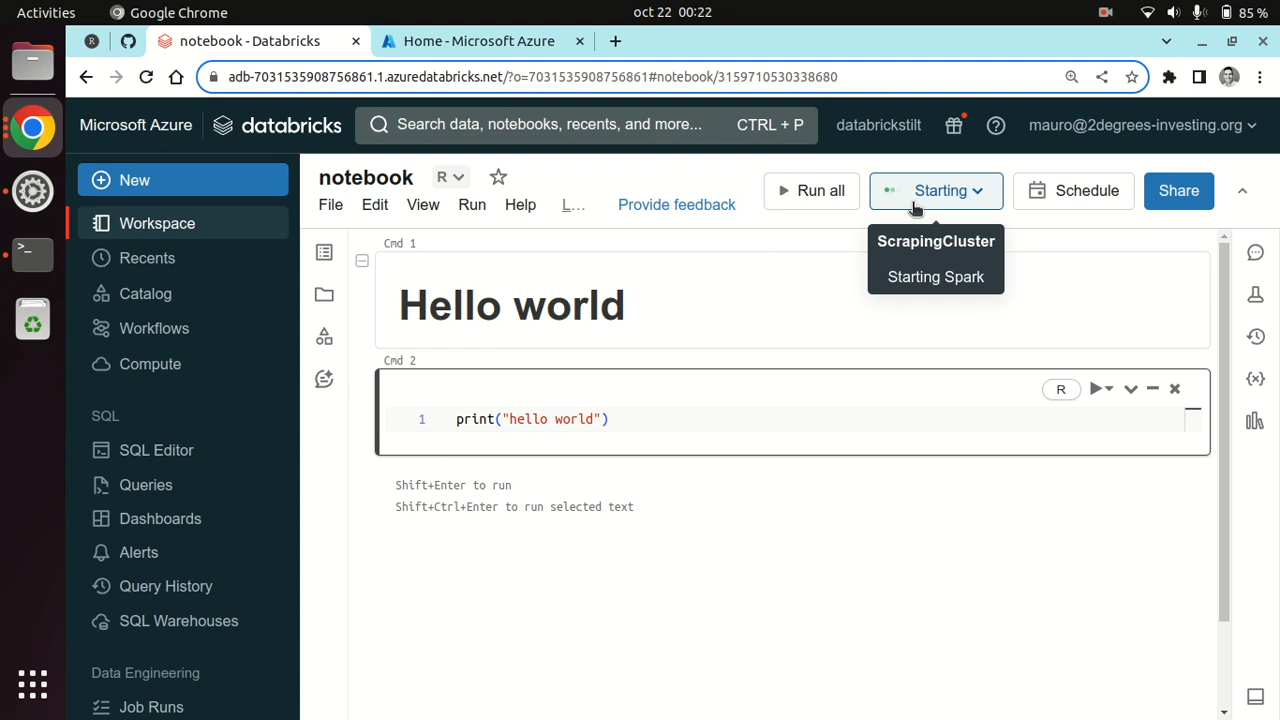 Activities
Google Chrome
oct 22 00:22
85 %
notebook - Databricks
Home - Microsoft Azure
adb-7031535908756861.1.azuredatabricks.net/?o=7031535908756861#notebook/3159710530338680
Microsoft Azure
databricks
Search data, notebooks, recents, and more...
CTRL + P
databrickstilt
mauro@2degrees-investing.org
New
Workspace
Recents
Catalog
Workflows
Compute
SQL
SQL Editor
Queries
Dashboards
Alerts
Query History
SQL Warehouses
Data Engineering
Job Runs
notebook
R
Run all
Starting
Schedule
Share
File Edit View Run Help L... Provide feedback
ScrapingCluster
Starting Spark
Cmd 1
Hello world
Cmd 2
R
1 print("hello world")
Shift+Enter to run
Shift+Ctrl+Enter to run selected text